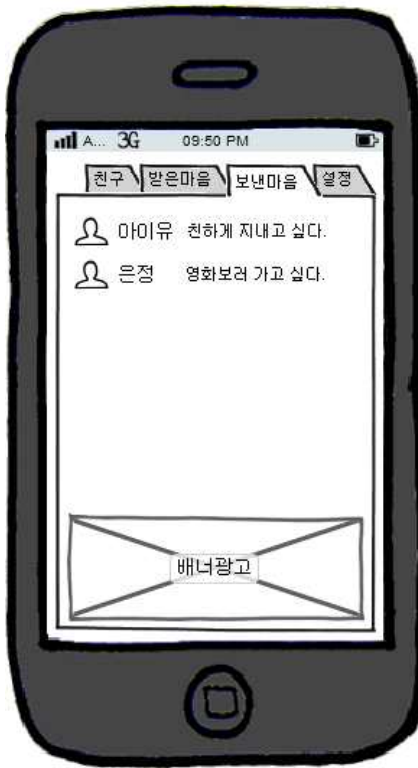 A... 3G 09:50 PM
친구 받은마음 보낸마음 설정
아이유 친하게 지내고 싶다.
은정 영화보러 가고 싶다.
배너광고